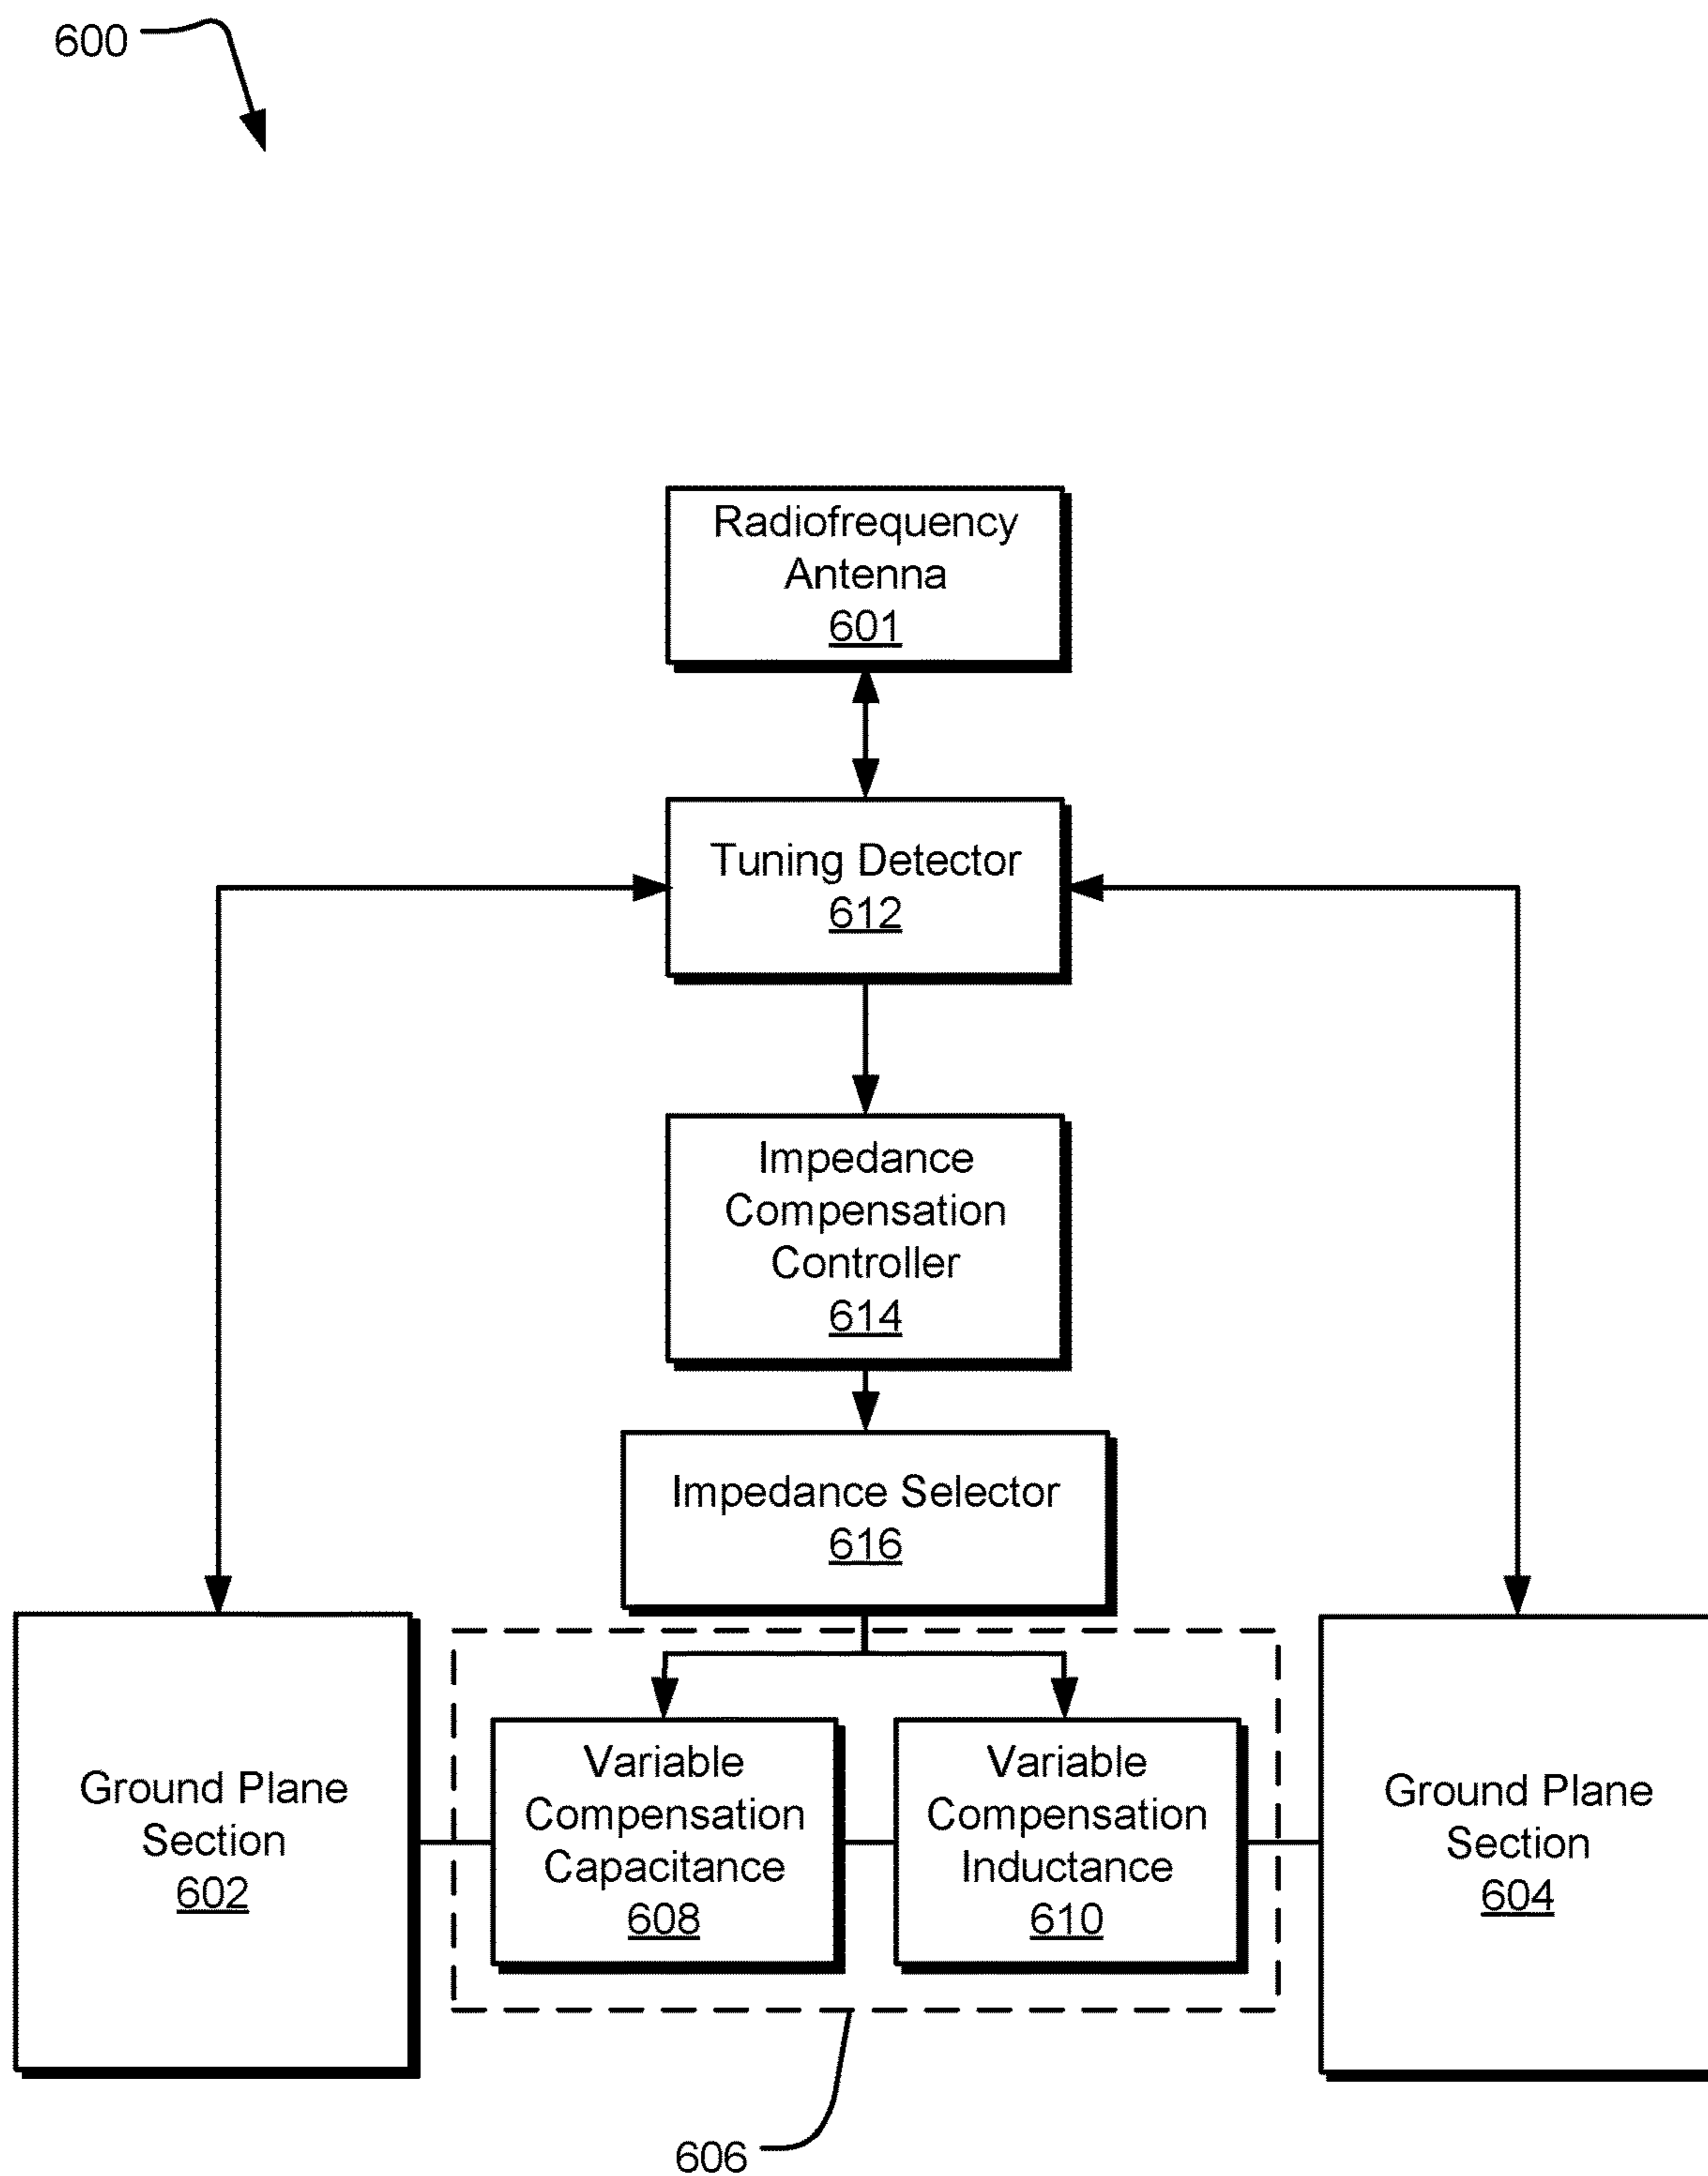 600
Radiofrequency
Antenna
601
Tuning Detector
612
Impedance
Compensation
Controller
614
Impedance Selector
616
Ground Plane
Section
602
Variable
Compensation
Capacitance
608
Variable
Compensation
Inductance
610
Ground Plane
Section
604
606